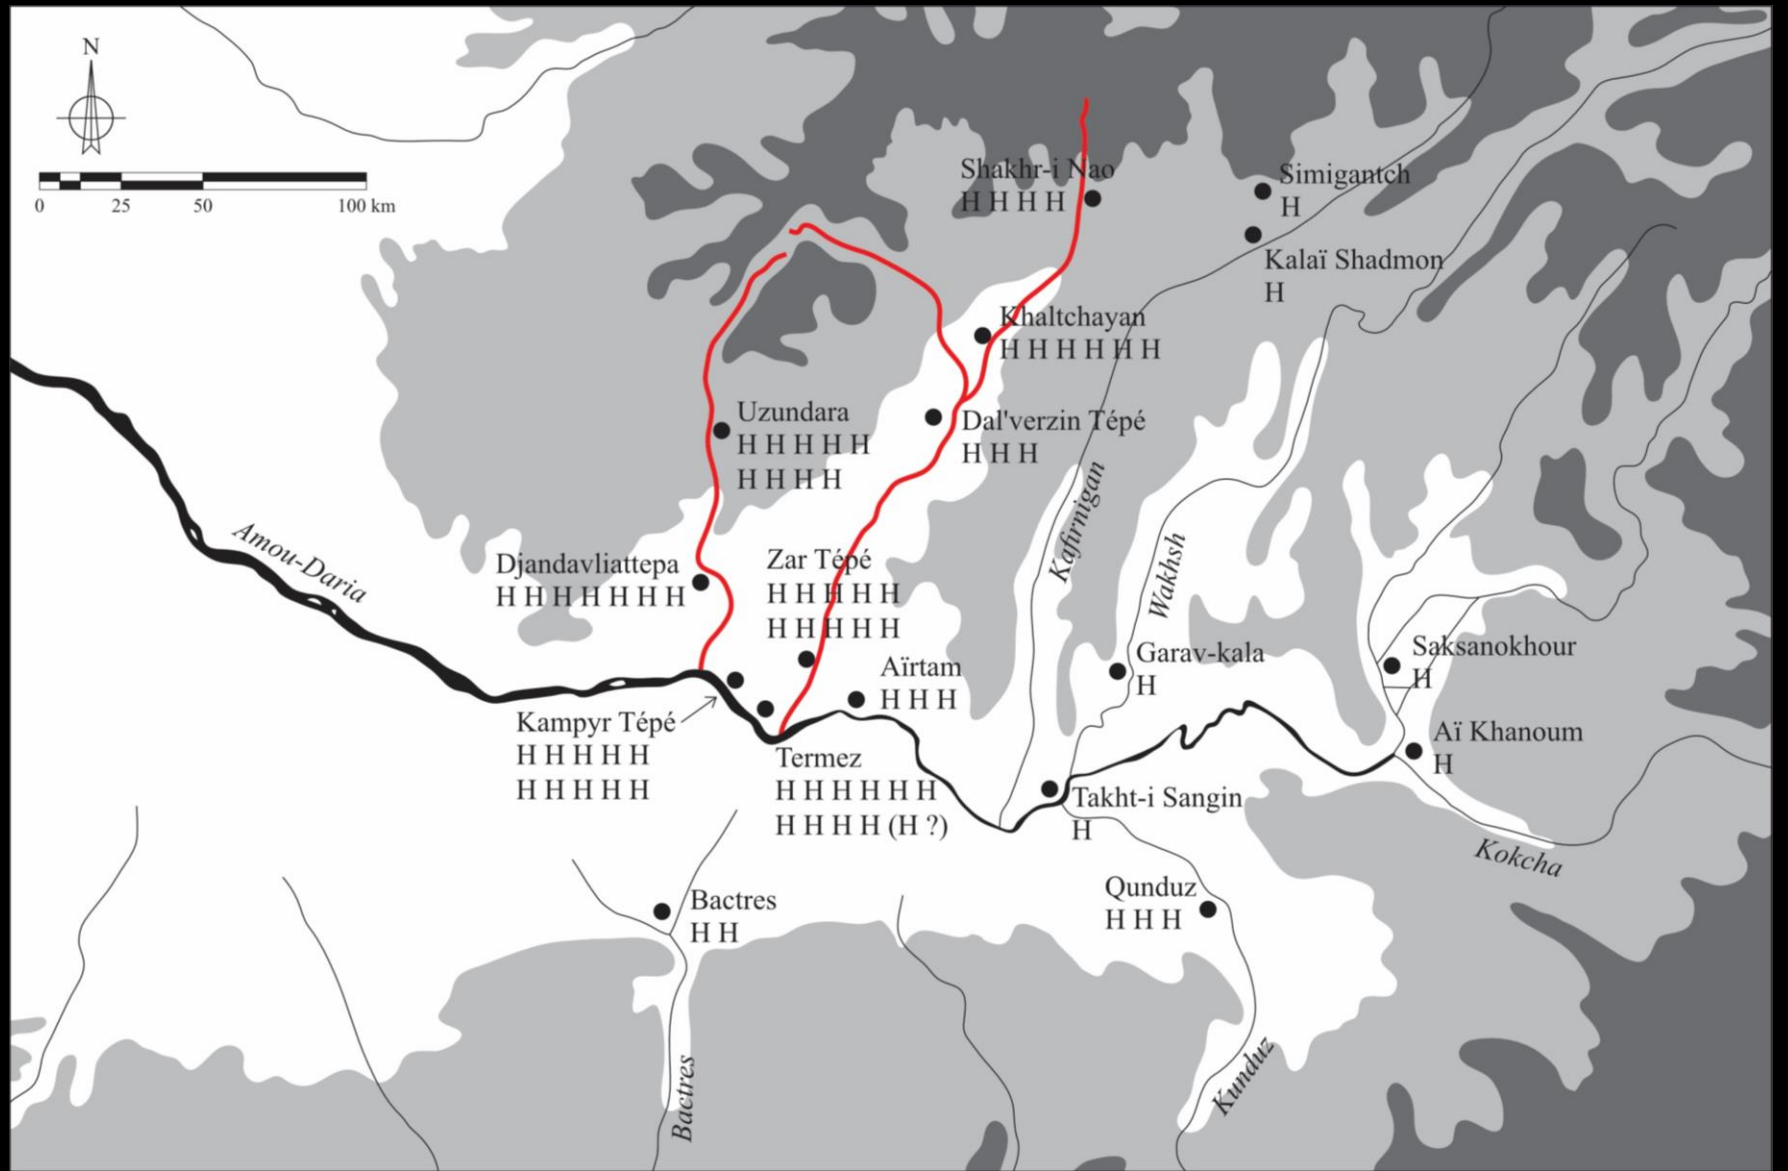 N
0 25 50 100 km
Shakhr-i Nao
H H H H
Simigantch
H
Kalaï Shadmon
H
Khaltchayan
H H H H H H
Uzundara
H H H H H
H H H H
Dal'verzin Tépé
H H H
Amou-Daria
Djandavliattepa
H H H H H H H
Zar Tépé
H H H H H
H H H H H
Kafirnigan
Wakhsh
Aïrtam
H H H
Garav-kala
H
Saksanokhour
H
Kampyr Tépé
H H H H H
H H H H H
Termez
H H H H H H
H H H H (H ?)
Aï Khanoum
H
Takht-i Sangin
H
Kokcha
Bactres
H H
Qunduz
H H H
Bactres
Kunduz